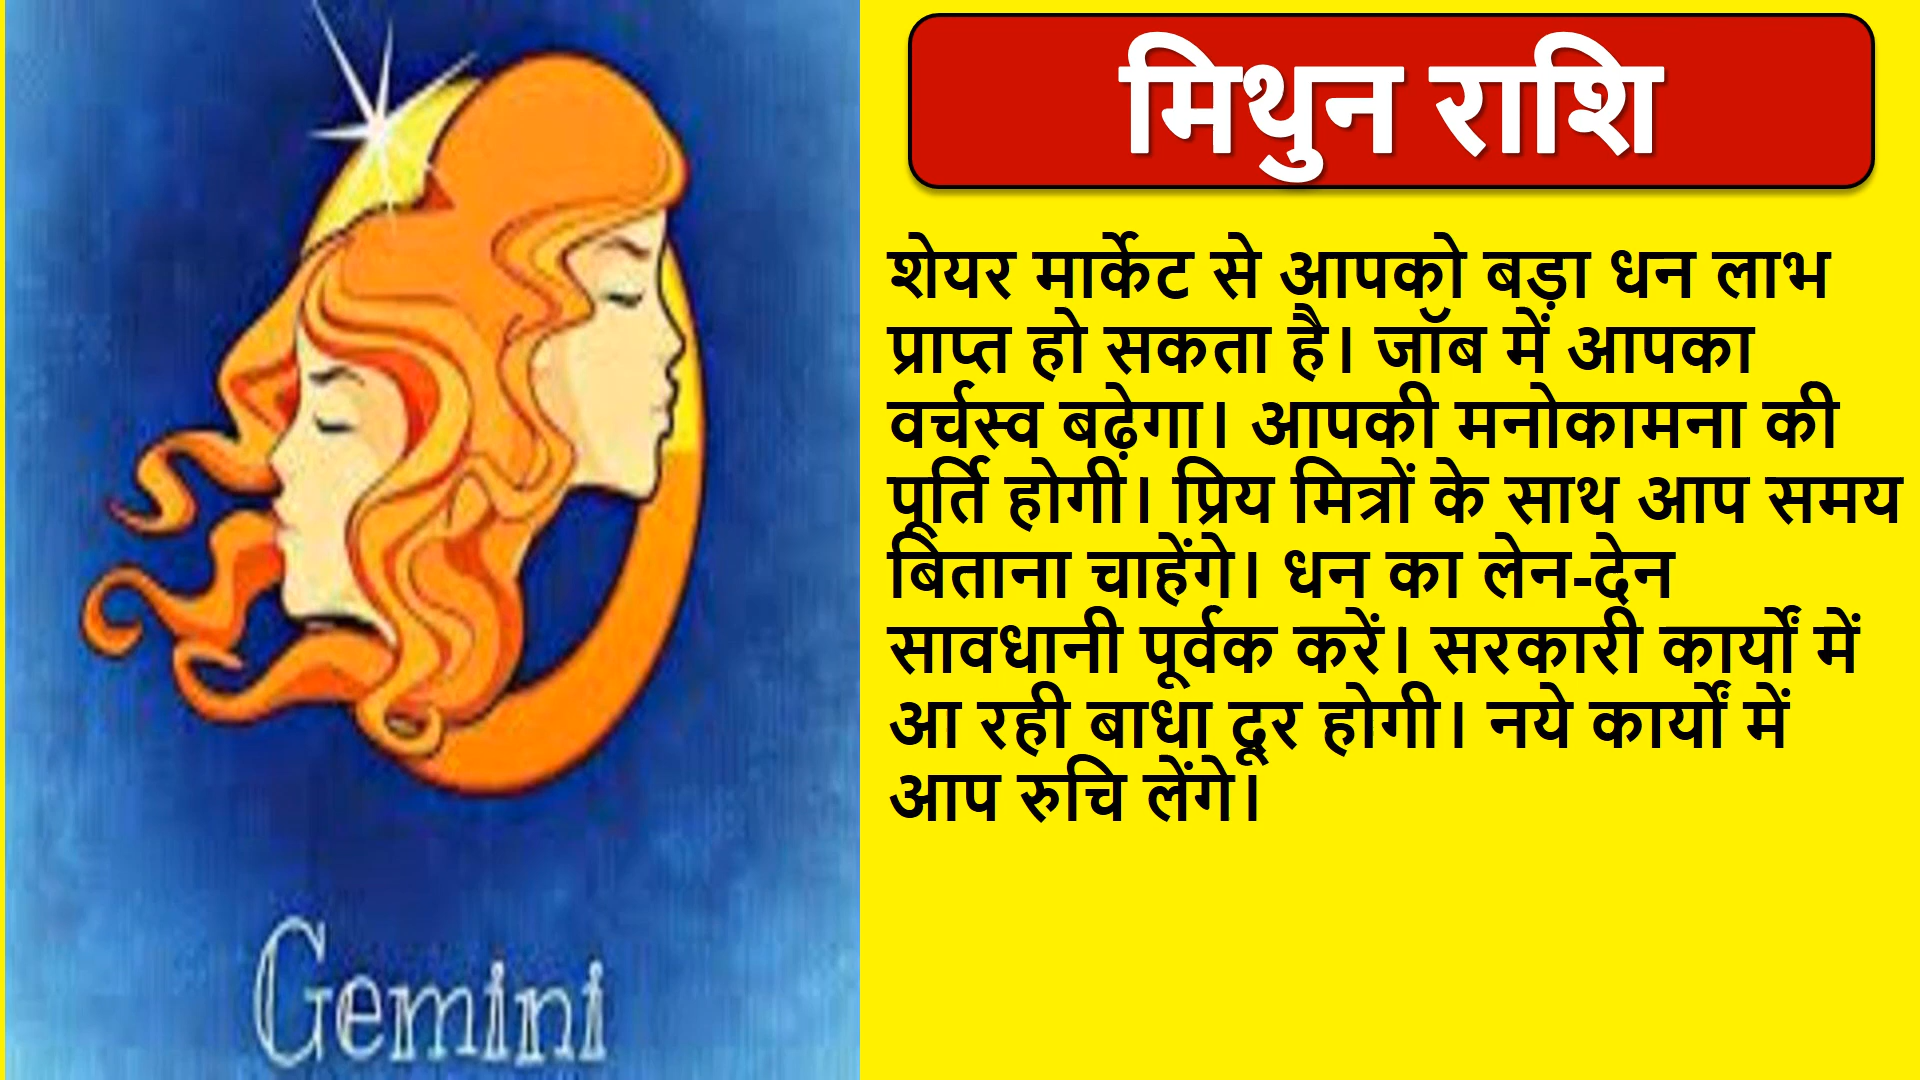 मिथुन राशि
शेयर मार्केट से आपको बड़ा धन लाभ
प्राप्त हो सकता है। जॉब में आपका
वर्चस्व बढ़ेगा। आपकी मनोकामना की
पूर्ति होगी। प्रिय मित्रों के साथ आप समय
बिताना चाहेंगे। धन का लेन-देन
सावधानी पूर्वक करें। सरकारी कार्यों में
आ रही बाधा दूर होगी। नये कार्यों में
आप रुचि लेंगे।
Gemini